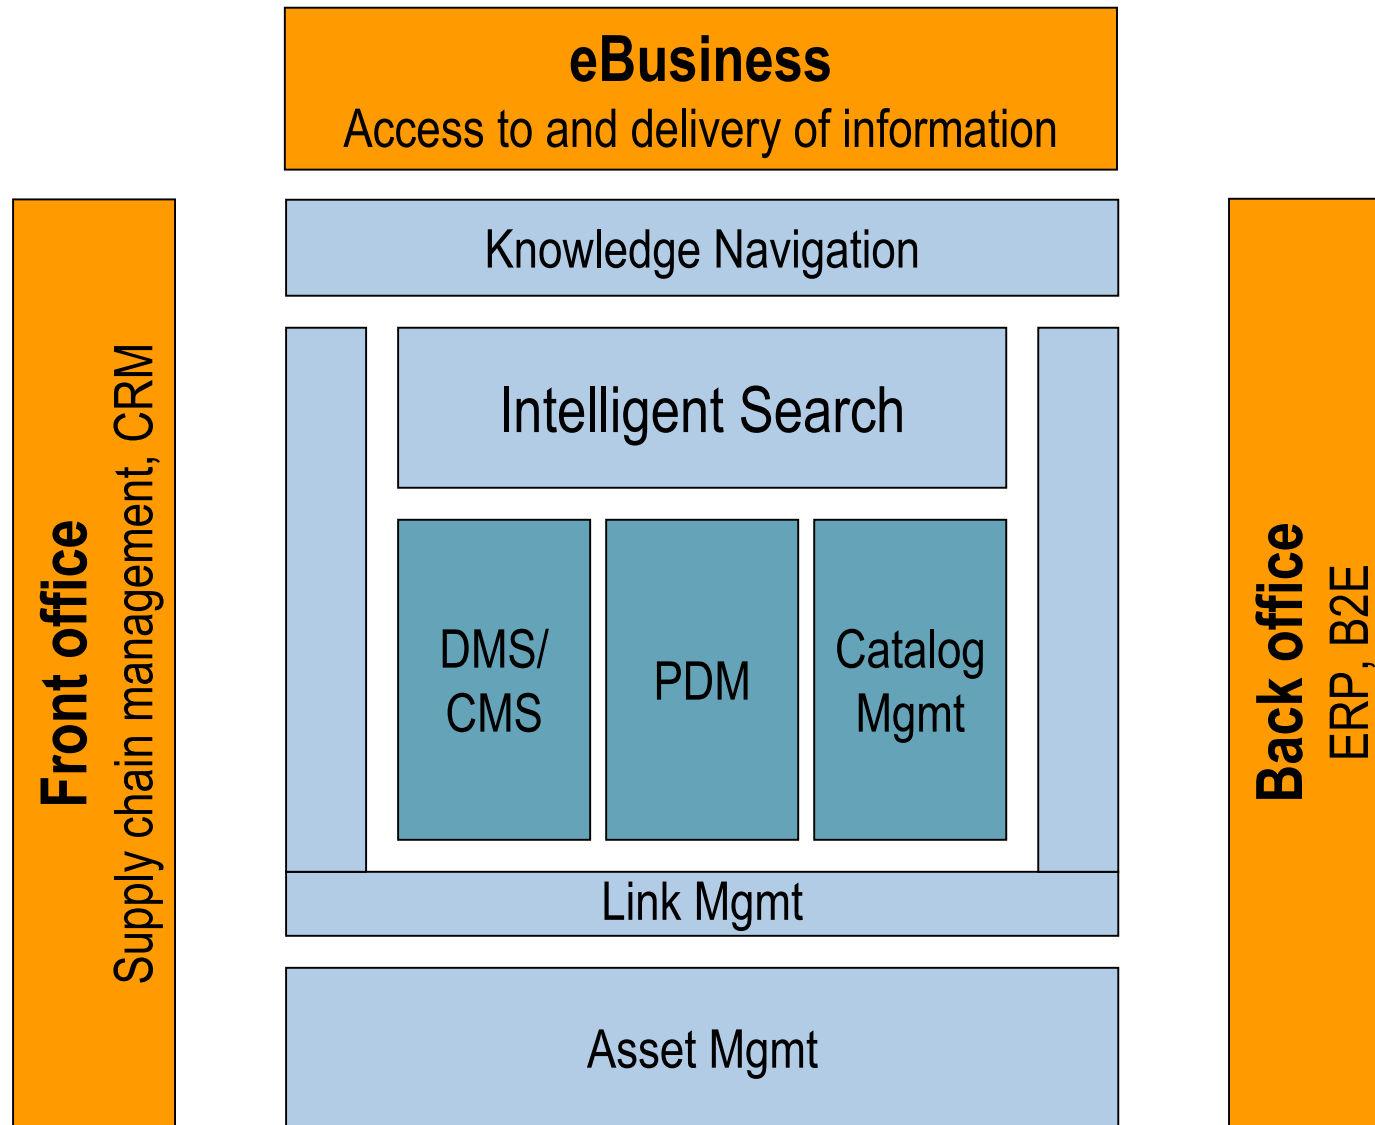 eBusiness
Access to and delivery of information
Front office
Supply chain management, CRM
Knowledge Navigation
Intelligent Search
DMS/
CMS
PDM
Catalog
Mgmt
Link Mgmt
Asset Mgmt
Back office
ERP, B2E